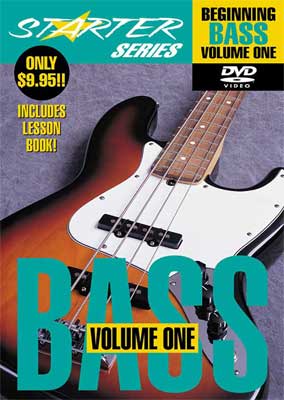 STARTER
SERIES
BEGINNING
BASS
VOLUME ONE
DVD
VIDEO
ONLY
$9.95!!
INCLUDES
LESSON
BOOK!
BASS
VOLUME ONE